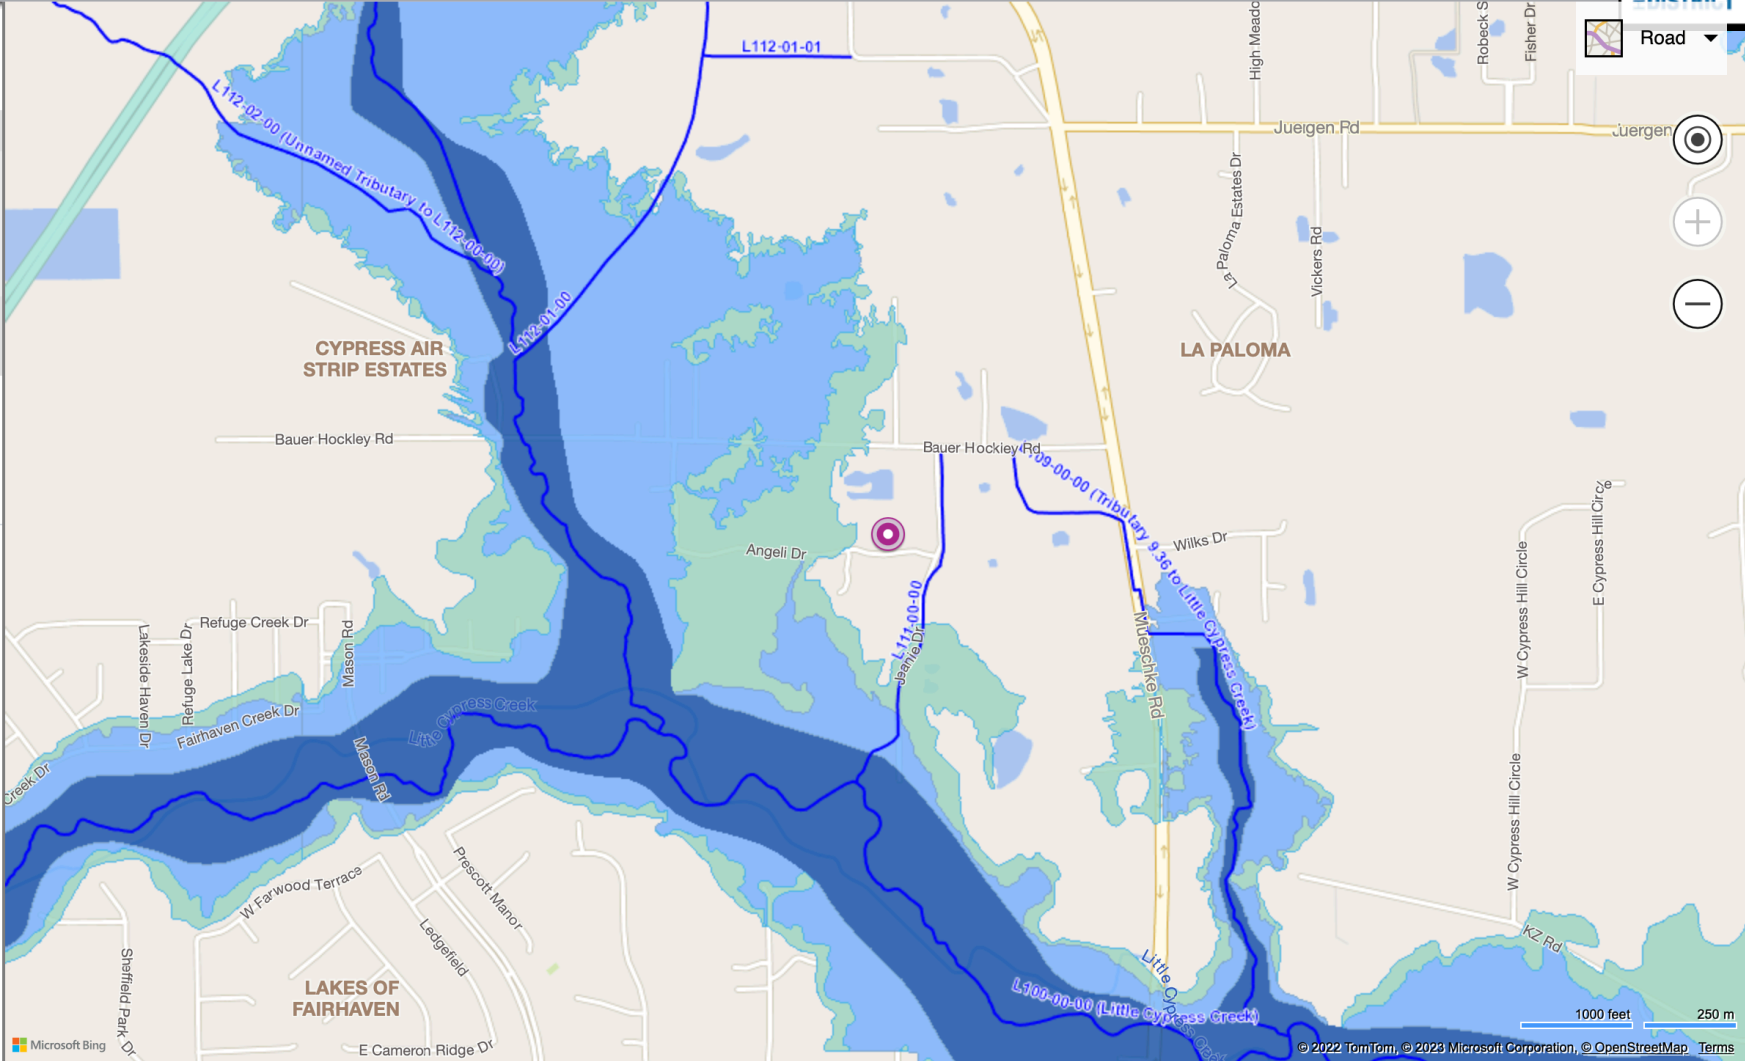 DISTRICT
Road
L112-01-01
High Meado
Robeck S
Fisher Dr
Juergen Rd
Juergen
L112-02-00 (Unnamed Tributary to L112-00-00)
La Paloma Estates Dr
Vickers Rd
L112-01-00
CYPRESS AIR
STRIP ESTATES
LA PALOMA
Bauer Hockley Rd
Bauer Hockley Rd
L109-00-00 (Tributary 9.36 to Little Cypress Creek)
Angeli Dr
Wilks Dr
E Cypress Hill Circle
W Cypress Hill Circle
L111-00-00
Jeanie Dr
Mueschke Rd
Refuge Creek Dr
Lakeside Haven Dr
Refuge Lake Dr
Mason Rd
Fairhaven Creek Dr
Little Cypress Creek
Mason Rd
Creek Dr
W Cypress Hill Circle
Prescott Manor
W Farwood Terrace
Ledgefield
KZ Rd
Sheffield Park Dr
LAKES OF
FAIRHAVEN
Little Cypress Creek
L100-00-00 (Little Cypress Creek)
1000 feet
250 m
Microsoft Bing
E Cameron Ridge Dr
© 2022 TomTom, © 2023 Microsoft Corporation, © OpenStreetMap Terms